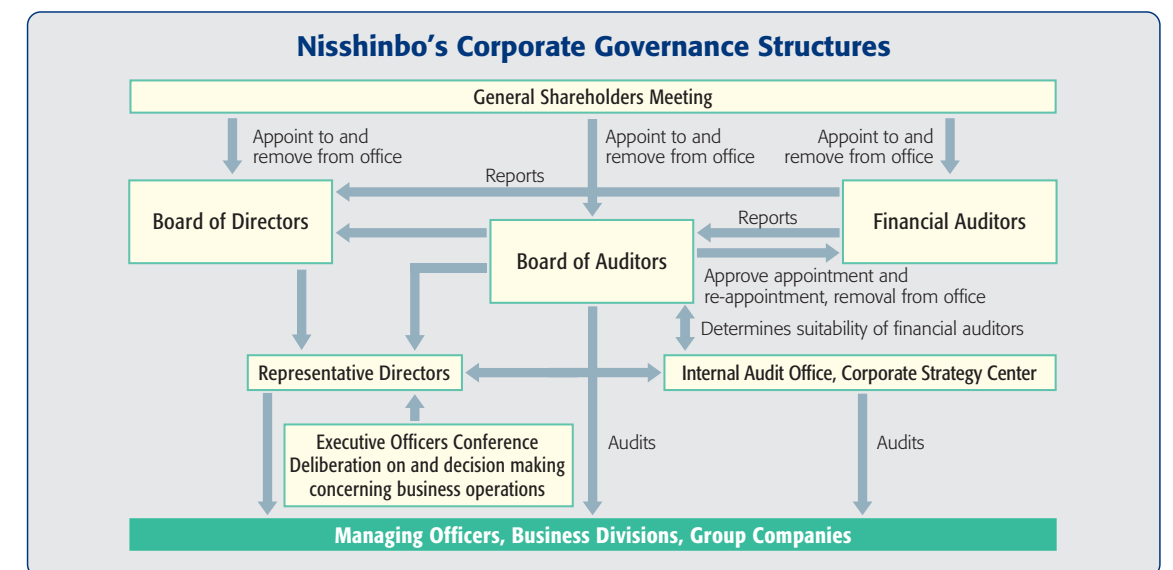 Nisshinbo’s Corporate Governance Structures
General Shareholders Meeting
Appoint to and
remove from office
Appoint to and
remove from office
Appoint to and
remove from office
Reports
Board of Directors
Board of Auditors
Reports
Financial Auditors
Approve appointment and
re-appointment, removal from office
Determines suitability of financial auditors
Representative Directors
Internal Audit Office, Corporate Strategy Center
Executive Officers Conference
Deliberation on and decision making
concerning business operations
Audits
Audits
Managing Officers, Business Divisions, Group Companies